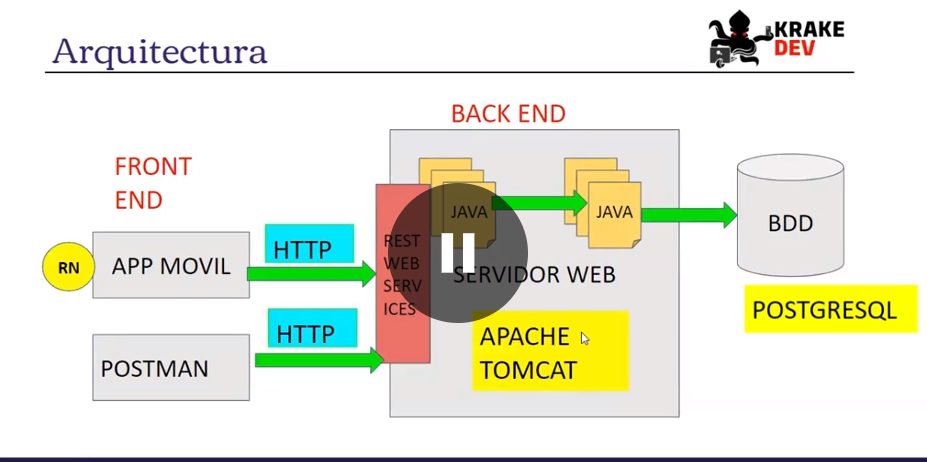 Arquitectura
KRAKE
DEV
BACK END
FRONT
END
RN
APP MOVIL
HTTP
POSTMAN
HTTP
REST
WEB
SERV
ICES
JAVA
JAVA
SERVIDOR WEB
APACHE
TOMCAT
BDD
POSTGRESQL